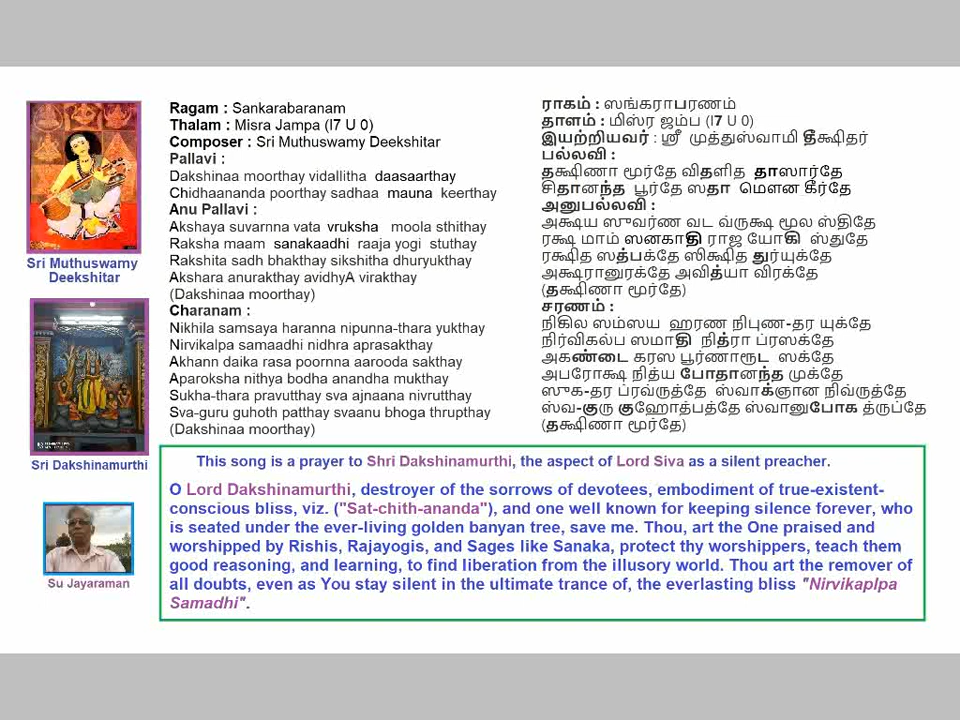 Ragam : Sankarabaranam
Thalam : Misra Jampa (I7 U 0)
Composer : Sri Muthuswamy Deekshitar
Pallavi :
Dakshinaa moorthay vidallitha daasaarthay
Chidhaananda poorthay sadhaa mauna keerthay
Anu Pallavi :
Akshaya suvarnna vata vruksha moola sthithay
Raksha maam sanakaadhi raaja yogi stuthay
Rakshita sadh bhakthay sikshitha dhuryukthay
Akshara anurakthay avidhyA virakthay
(Dakshinaa moorthay)
Charanam :
Nikhila samsaya haranna nipunna-thara yukthay
Nirvikalpa samaadhi nidhra aprasakthay
Akhann daika rasa poornna aarooda sakthay
Aparoksha nithya bodha anandha mukthay
Sukha-thara pravutthay sva ajnaana nivrutthay
Sva-guru guhoth patthay svaanu bhoga thrupthay
(Dakshinaa moorthay)
ராகம் : ஸங்கராபரணம்
தாளம் : மிஸ்ர ஜம்ப (I7 U 0)
இயற்றியவர் : ஸ்ரீ முத்துஸ்வாமி தீக்ஷிதர்
பல்லவி :
தக்ஷிணா மூர்தே விதளித தாஸார்தே
சிதானந்த பூர்தே ஸதா மௌன கீர்தே
அனுபல்லவி :
அக்ஷய ஸுவர்ண வட வ்ருக்ஷ மூல ஸ்திதே
ரக்ஷ மாம் ஸனகாதி ராஜ யோகி ஸ்துதே
ரக்ஷித ஸத்பக்தே ஸிக்ஷித துர்யுக்தே
அக்ஷரானுரக்தே அவித்யா விரக்தே
(தக்ஷிணா மூர்தே)
சரணம் :
நிகில ஸம்ஸய ஹரண நிபுண-தர யுக்தே
நிர்விகல்ப ஸமாதி நித்ரா ப்ரஸக்தே
அகண்டை கரஸ பூர்ணாரூட ஸக்தே
அபரோக்ஷ நித்ய போதானந்த முக்தே
ஸுக-தர ப்ரவ்ருத்தே ஸ்வாக்ஞான நிவ்ருத்தே
ஸ்வ-குரு குஹோத்பத்தே ஸ்வானுபோக த்ருப்தே
(தக்ஷிணா மூர்தே)
Sri Muthuswamy
Deekshitar
Sri Dakshinamurthi
Su Jayaraman
This song is a prayer to Shri Dakshinamurthi, the aspect of Lord Siva as a silent preacher.
O Lord Dakshinamurthi, destroyer of the sorrows of devotees, embodiment of true-existent-
conscious bliss, viz. ("Sat-chith-ananda"), and one well known for keeping silence forever, who
is seated under the ever-living golden banyan tree, save me. Thou, art the One praised and
worshipped by Rishis, Rajayogis, and Sages like Sanaka, protect thy worshippers, teach them
good reasoning, and learning, to find liberation from the illusory world. Thou art the remover of
all doubts, even as You stay silent in the ultimate trance of, the everlasting bliss "Nirvikaplpa
Samadhi".